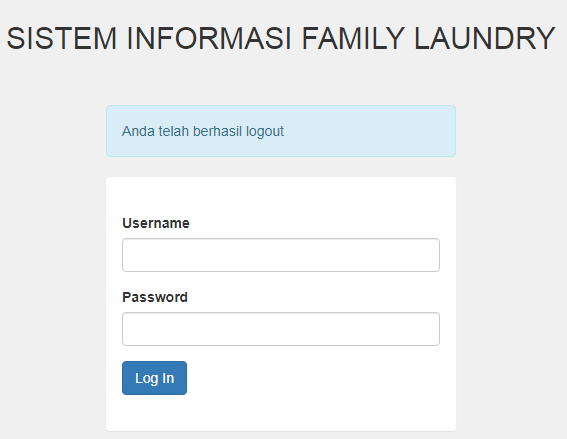 SISTEM INFORMASI FAMILY LAUNDRY
Anda telah berhasil logout
Username
Password
Log In